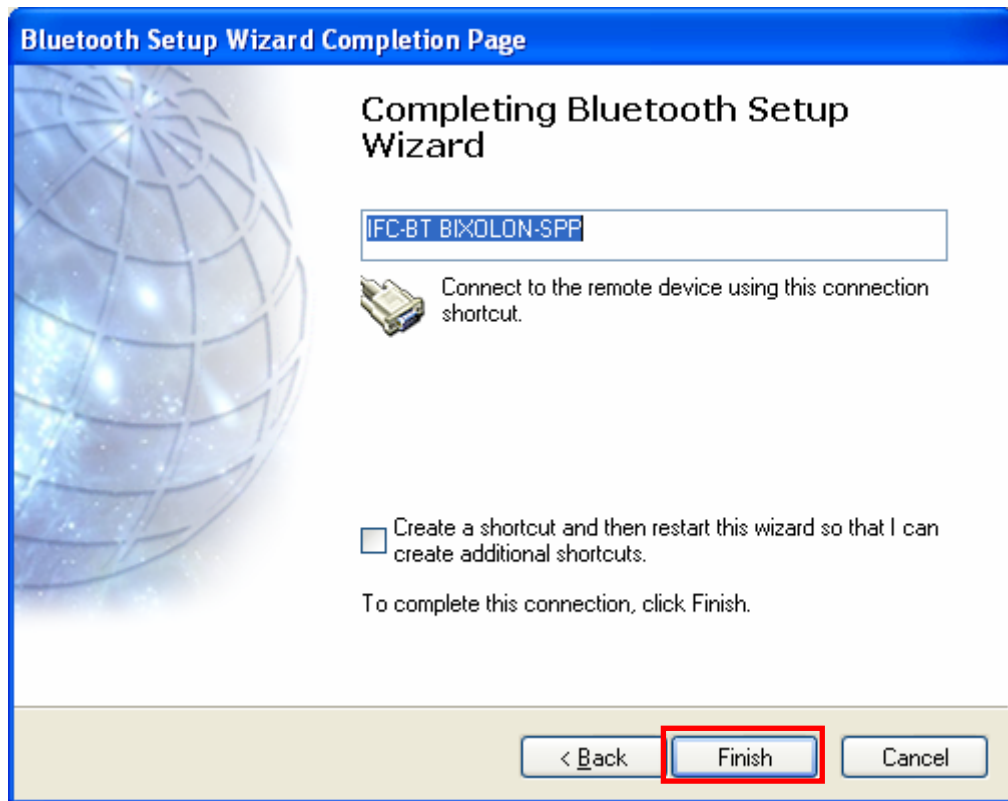 Bluetooth Setup Wizard Completion Page
Completing Bluetooth Setup
Wizard
IFC-BT BIXOLON-SPP
Connect to the remote device using this connection
shortcut.
Create a shortcut and then restart this wizard so that I can
create additional shortcuts.
To complete this connection, click Finish.
< Back
Finish
Cancel